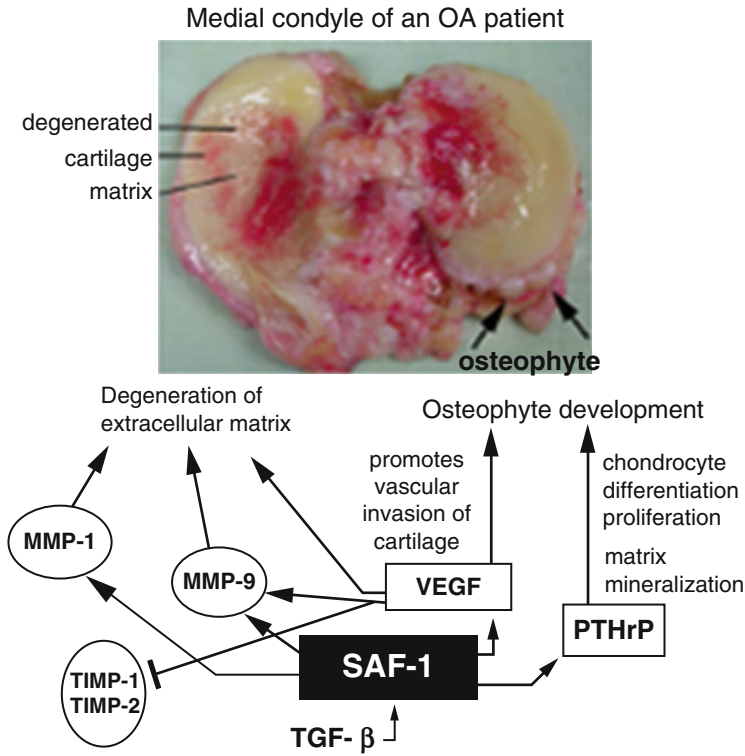 Medial condyle of an OA patient
degenerated
cartilage
matrix
osteophyte
Degeneration of
extracellular matrix
Osteophyte development
promotes
vascular
invasion of
cartilage
chondrocyte
differentiation
proliferation
matrix
mineralization
MMP-1
MMP-9
VEGF
PTHrP
TIMP-1
TIMP-2
SAF-1
TGF- β